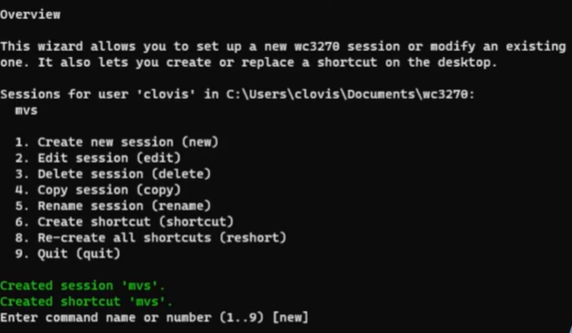 Overview
This wizard allows you to set up a new wc3270 session or modify an existing
one. It also lets you create or replace a shortcut on the desktop.
Sessions for user 'clovis' in C:\Users\clovis\Documents\wc3270:
mvs
1. Create new session (new)
2. Edit session (edit)
3. Delete session (delete)
4. Copy session (copy)
5. Rename session (rename)
6. Create shortcut (shortcut)
8. Re-create all shortcuts (reshort)
9. Quit (quit)
Created session 'mvs'.
Created shortcut 'mvs'.
Enter command name or number (1..9) [new]